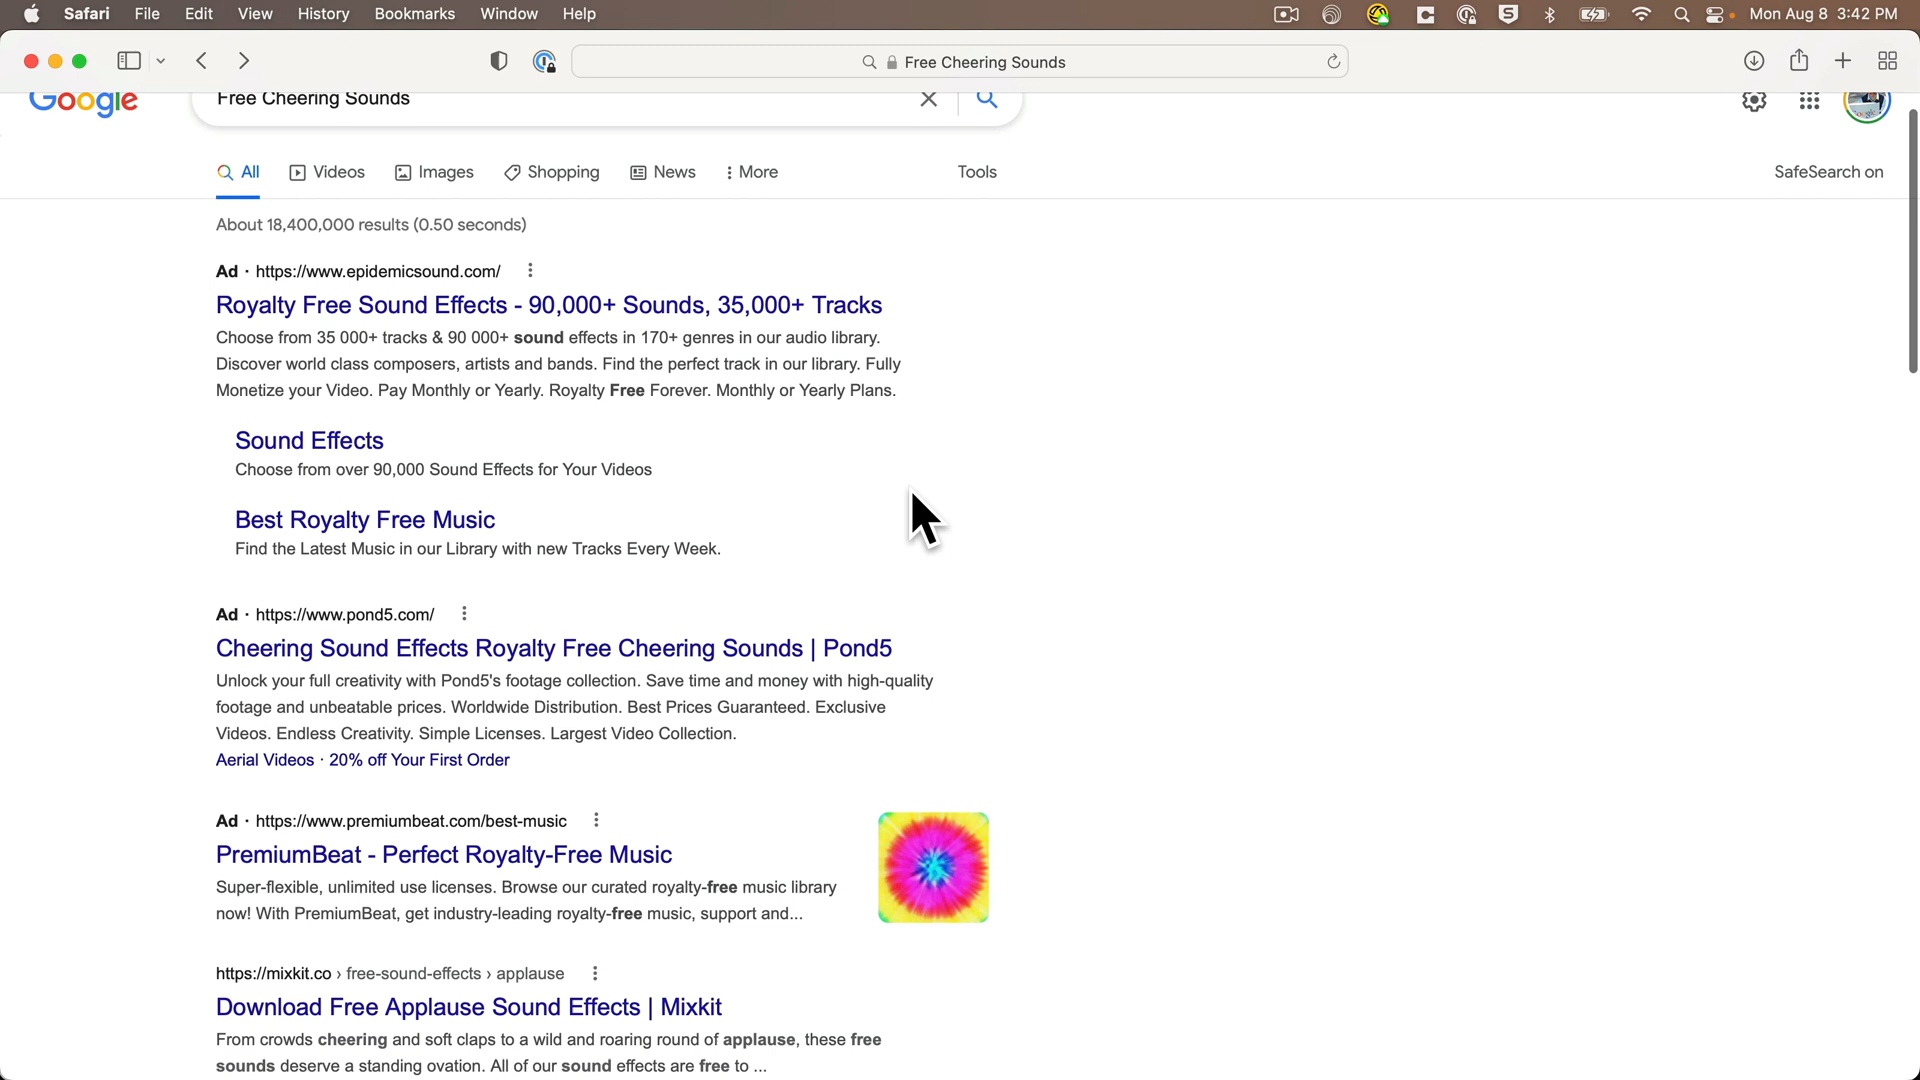 Safari File Edit View History Bookmarks Window Help Mon Aug 8 3:42 PM
Free Cheering Sounds
Google Free Cheering Sounds
All Videos Images Shopping News More Tools SafeSearch on
About 18,400,000 results (0.50 seconds)
Ad · https://www.epidemicsound.com/
Royalty Free Sound Effects - 90,000+ Sounds, 35,000+ Tracks
Choose from 35 000+ tracks & 90 000+ sound effects in 170+ genres in our audio library.
Discover world class composers, artists and bands. Find the perfect track in our library. Fully
Monetize your Video. Pay Monthly or Yearly. Royalty Free Forever. Monthly or Yearly Plans.
Sound Effects
Choose from over 90,000 Sound Effects for Your Videos
Best Royalty Free Music
Find the Latest Music in our Library with new Tracks Every Week.
Ad · https://www.pond5.com/
Cheering Sound Effects Royalty Free Cheering Sounds | Pond5
Unlock your full creativity with Pond5's footage collection. Save time and money with high-quality
footage and unbeatable prices. Worldwide Distribution. Best Prices Guaranteed. Exclusive
Videos. Endless Creativity. Simple Licenses. Largest Video Collection.
Aerial Videos · 20% off Your First Order
Ad · https://www.premiumbeat.com/best-music
PremiumBeat - Perfect Royalty-Free Music
Super-flexible, unlimited use licenses. Browse our curated royalty-free music library
now! With PremiumBeat, get industry-leading royalty-free music, support and...
https://mixkit.co › free-sound-effects › applause
Download Free Applause Sound Effects | Mixkit
From crowds cheering and soft claps to a wild and roaring round of applause, these free
sounds deserve a standing ovation. All of our sound effects are free to ...